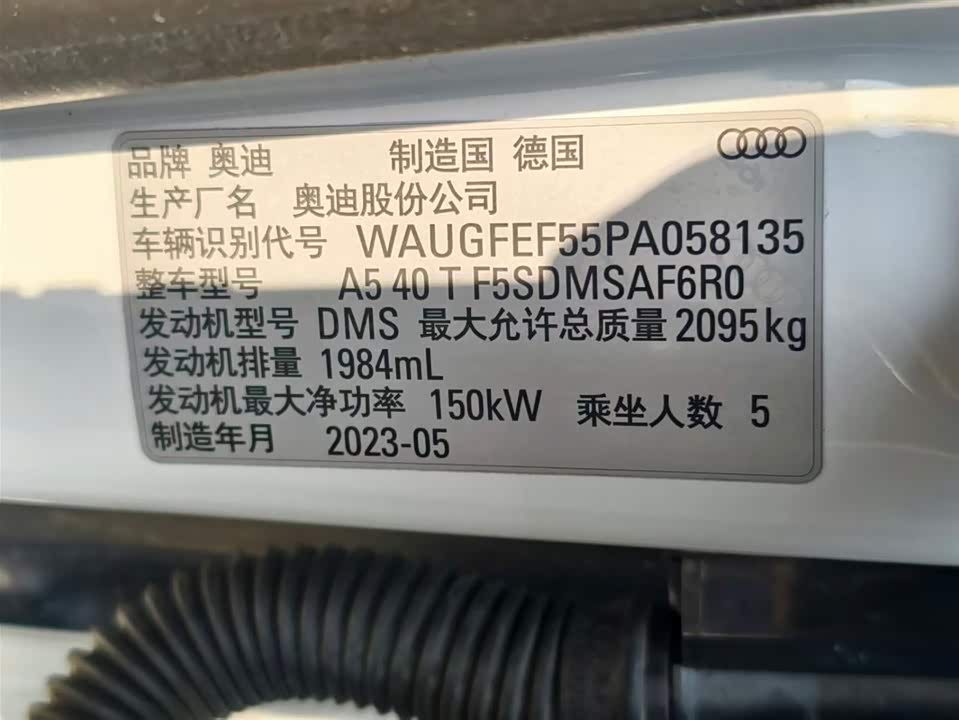 品牌 奥迪 制造国 德国
生产厂名 奥迪股份公司
车辆识别代号 WAUGFEF55PA058135
整车型号 A5 40 T F5SDMSAF6R0
发动机型号 DMS 最大允许总质量 2095kg
发动机排量 1984mL
发动机最大净功率 150kW 乘坐人数 5
制造年月 2023-05